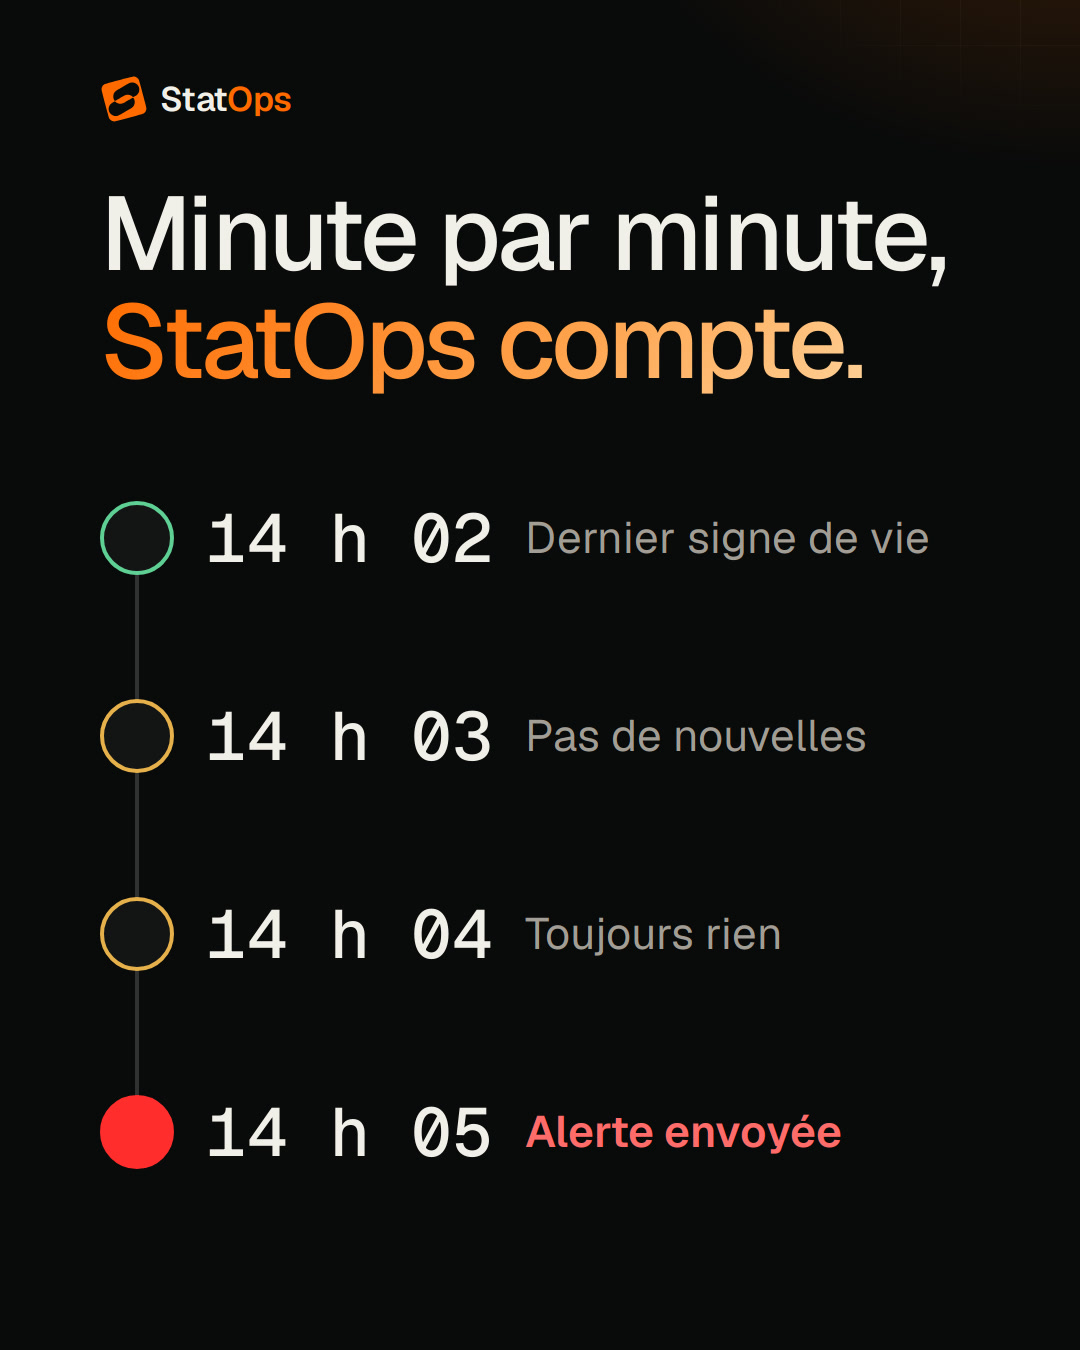 StatOps
Minute par minute,
StatOps compte.
14 h 02 Dernier signe de vie
14 h 03 Pas de nouvelles
14 h 04 Toujours rien
14 h 05 Alerte envoyée